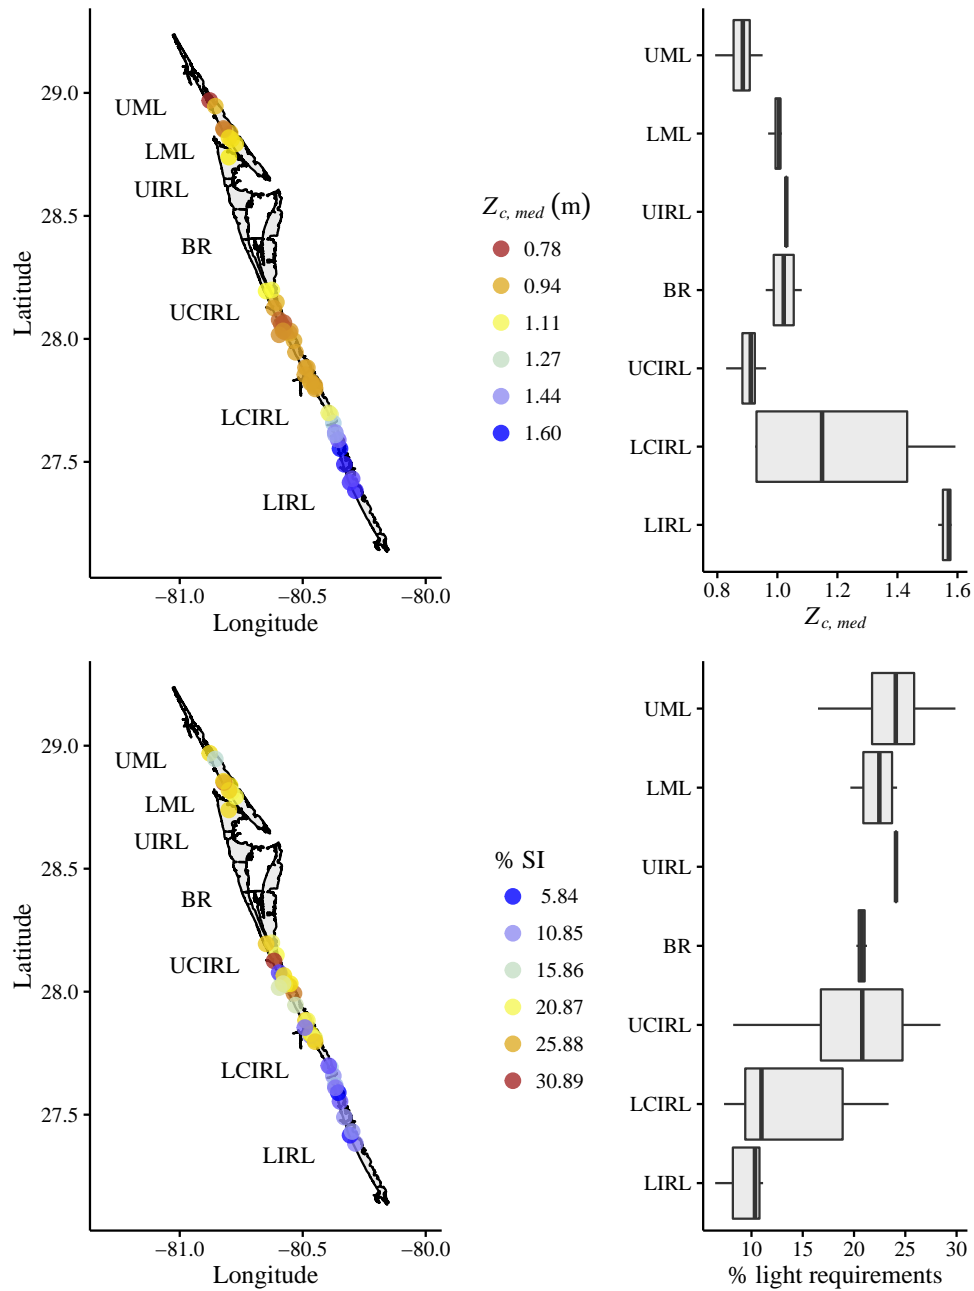 29.0
28.5
28.0
27.5
Latitude
UML
LML
UIRL
BR
UCIRL
LCIRL
LIRL
−81.0
−80.5
−80.0
Longitude
Zc, med (m)
0.78
0.94
1.11
1.27
1.44
1.60
UML
LML
UIRL
BR
UCIRL
LCIRL
LIRL
0.8
1.0
1.2
1.4
1.6
Zc, med
29.0
28.5
28.0
27.5
Latitude
UML
LML
UIRL
BR
UCIRL
LCIRL
LIRL
−81.0
−80.5
−80.0
Longitude
% SI
5.84
10.85
15.86
20.87
25.88
30.89
UML
LML
UIRL
BR
UCIRL
LCIRL
LIRL
10
15
20
25
30
% light requirements